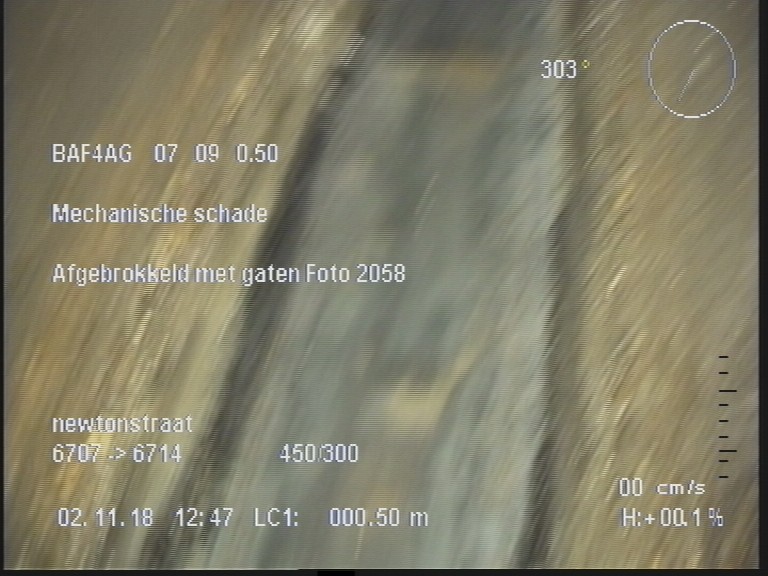 303°
BAF4AG 07 09 0.50
Mechanische schade
Afgebrokkeld met gaten Foto 2058
newtonstraat
6707 -> 6714 450/300
00 cm/s
02.11.18 12:47 LC1: 000.50 m H:+00.1 %